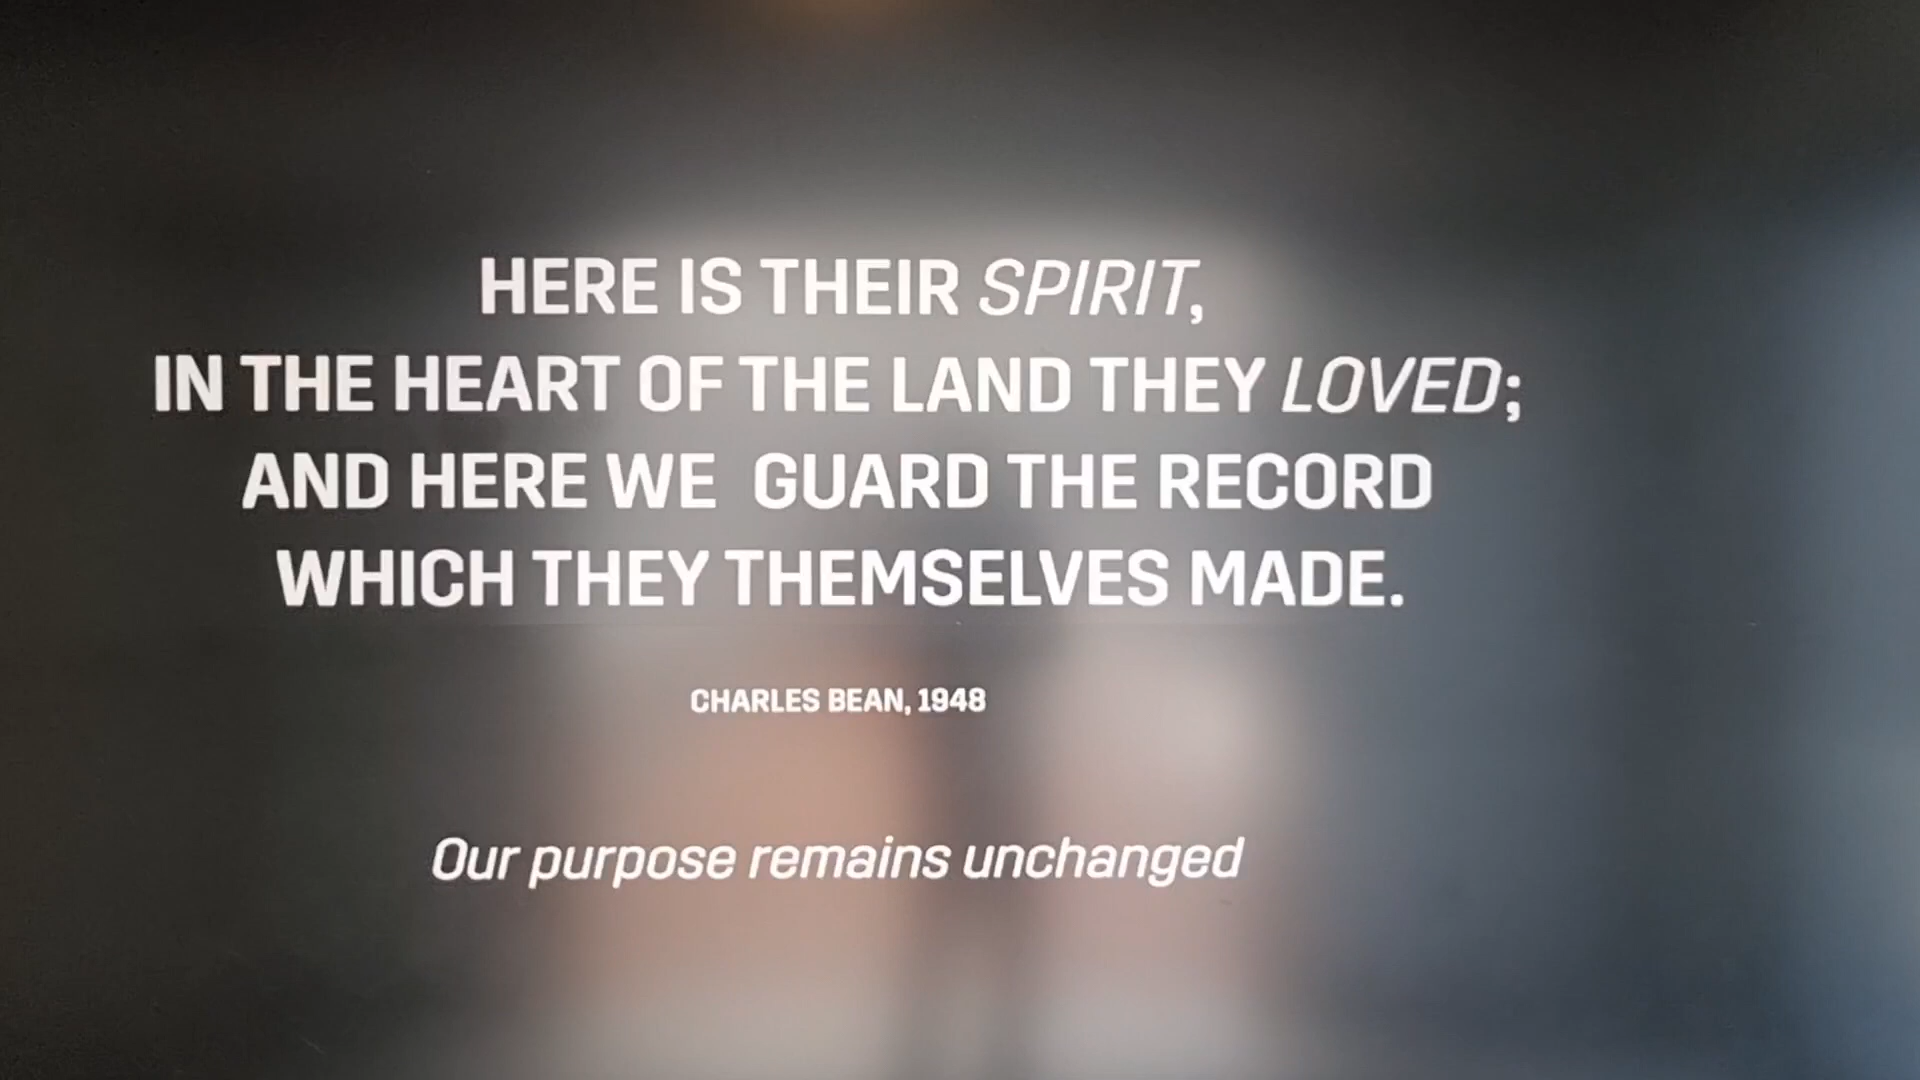 HERE IS THEIR SPIRIT,
IN THE HEART OF THE LAND THEY LOVED;
AND HERE WE  GUARD THE RECORD
WHICH THEY THEMSELVES MADE.
CHARLES BEAN, 1948
Our purpose remains unchanged